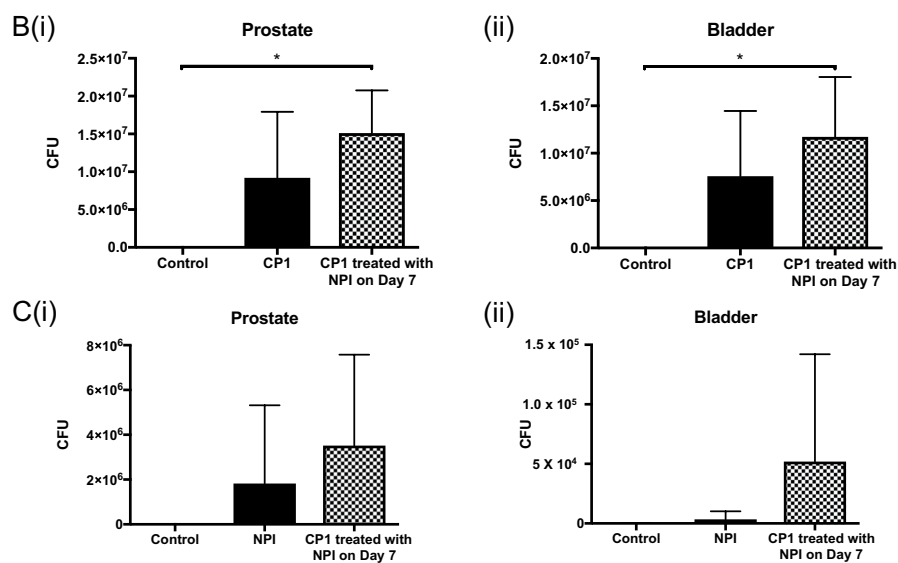 B(i)
Prostate
2.5×10⁷
2.0×10⁷
1.5×10⁷
1.0×10⁷
5.0×10⁶
0.0
CFU
*
Control
CP1
CP1 treated with
NPI on Day 7
(ii)
Bladder
2.0×10⁷
1.5×10⁷
1.0×10⁷
5.0×10⁶
0.0
CFU
*
Control
CP1
CP1 treated with
NPI on Day 7
C(i)
Prostate
8×10⁶
6×10⁶
4×10⁶
2×10⁶
0
CFU
Control
NPI
CP1 treated with
NPI on Day 7
(ii)
Bladder
1.5 x 10⁵
1.0 x 10⁵
5 X 10⁴
0
CFU
Control
NPI
CP1 treated with
NPI on Day 7